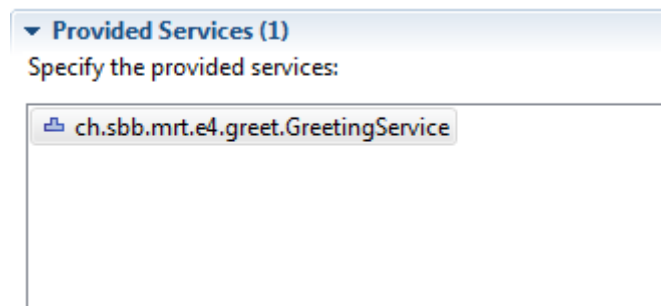 Provided Services (1)
Specify the provided services:
ch.sbb.mrt.e4.greet.GreetingService